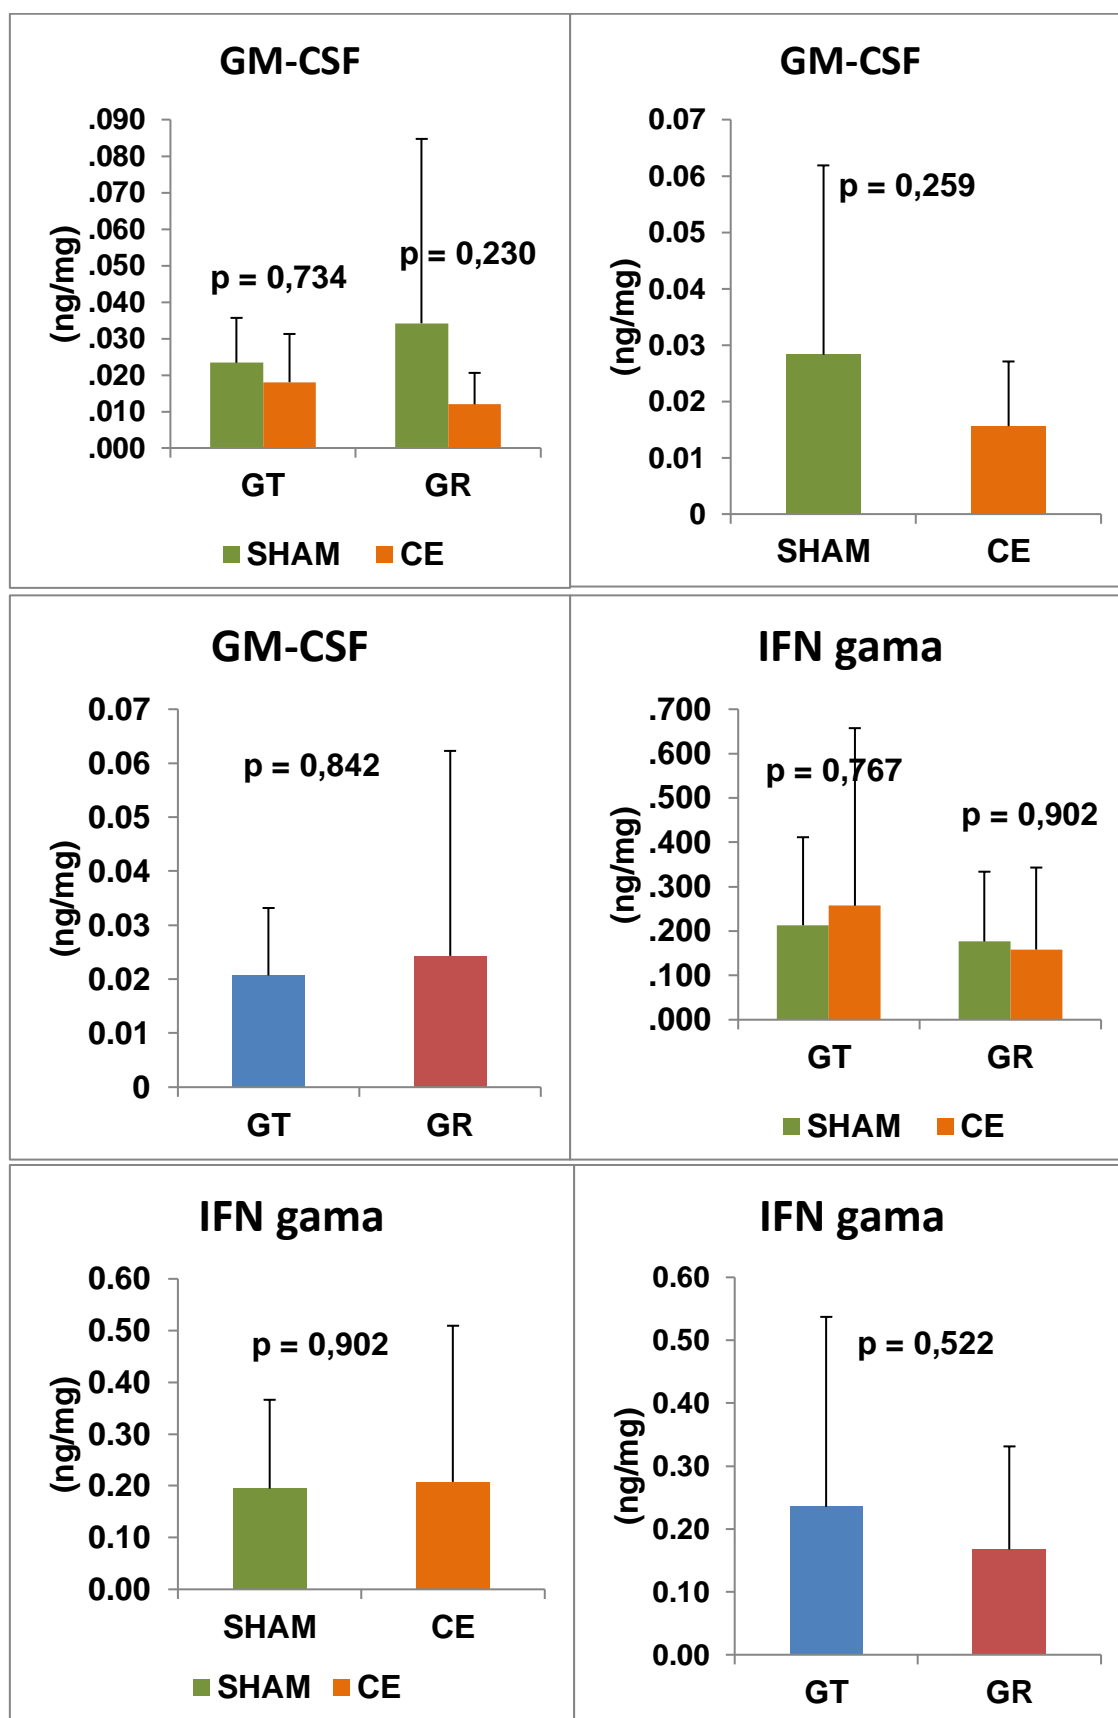 GM-CSF
.090
.080
.070
.060
.050
.040
.030
.020
.010
.000
(ng/mg)
p = 0,734
p = 0,230
GT GR
SHAM CE
GM-CSF
0.07
0.06
0.05
0.04
0.03
0.02
0.01
0
(ng/mg)
p = 0,259
SHAM CE
GM-CSF
0.07
0.06
0.05
0.04
0.03
0.02
0.01
0
(ng/mg)
p = 0,842
GT GR
IFN gama
.700
.600
.500
.400
.300
.200
.100
.000
(ng/mg)
p = 0,767
p = 0,902
GT GR
SHAM CE
IFN gama
0.60
0.50
0.40
0.30
0.20
0.10
0.00
(ng/mg)
p = 0,902
SHAM CE
SHAM CE
IFN gama
0.60
0.50
0.40
0.30
0.20
0.10
0.00
(ng/mg)
p = 0,522
GT GR